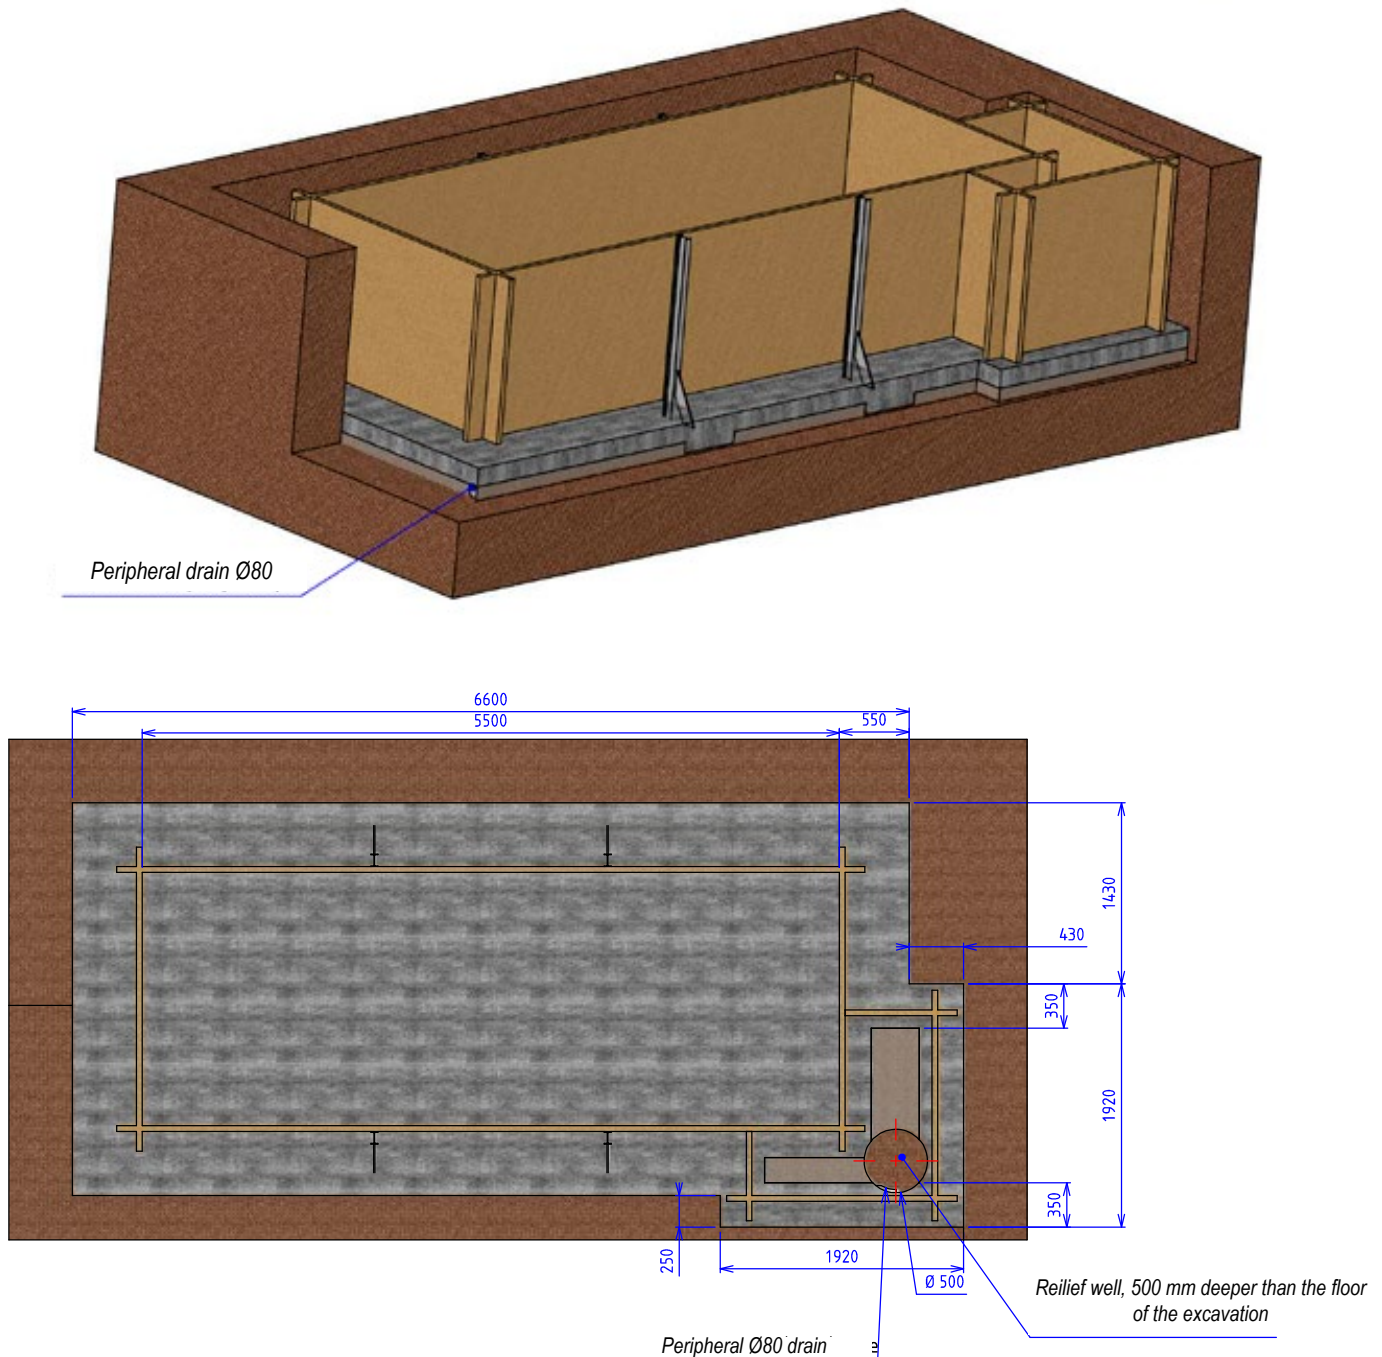 Peripheral drain Ø80
6600
5500
550
1430
430
350
1920
350
250
1920
Ø 500
Reilief well, 500 mm deeper than the floor
of the excavation
Peripheral Ø80 drain